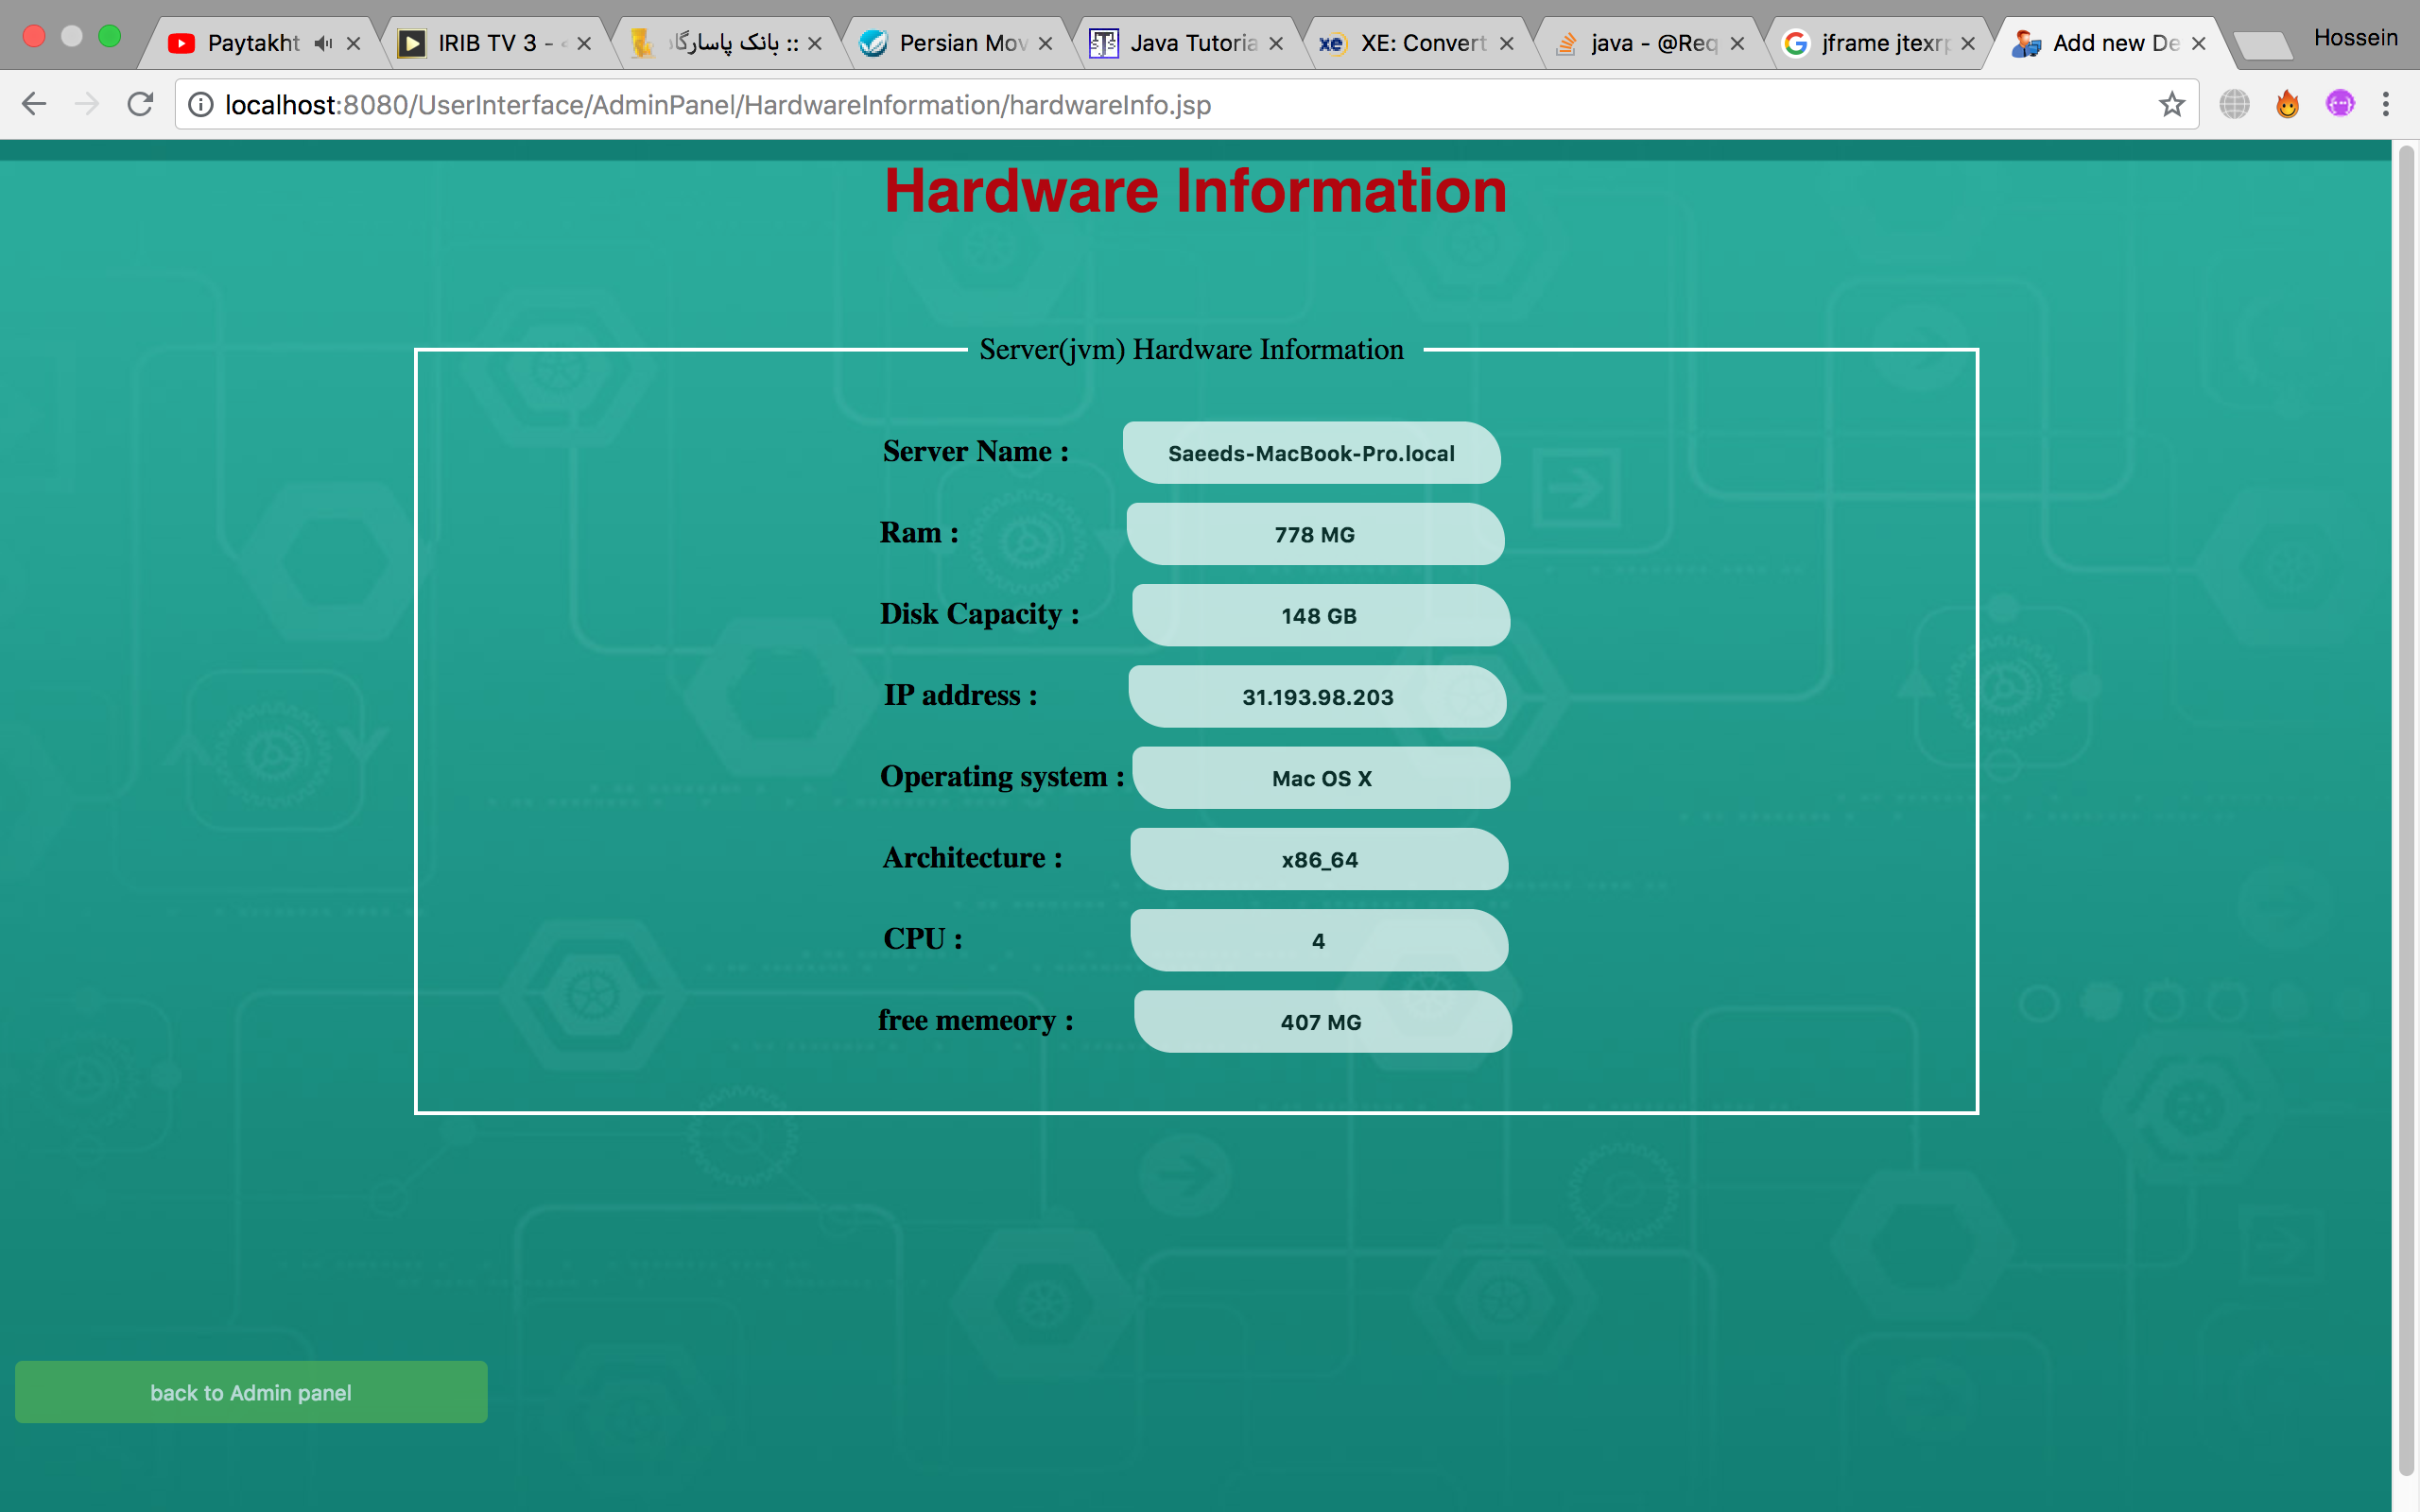 Paytakht
IRIB TV 3 -
بانک پاسارگاد ::
Persian Mov
Java Tutoria
XE: Convert
java - @Req
jframe jtexrp
Add new De
Hossein
localhost:8080/UserInterface/AdminPanel/HardwareInformation/hardwareInfo.jsp
Hardware Information
Server(jvm) Hardware Information
Server Name : Saeeds-MacBook-Pro.local
Ram : 778 MG
Disk Capacity : 148 GB
IP address : 31.193.98.203
Operating system : Mac OS X
Architecture : x86_64
CPU : 4
free memeory : 407 MG
back to Admin panel